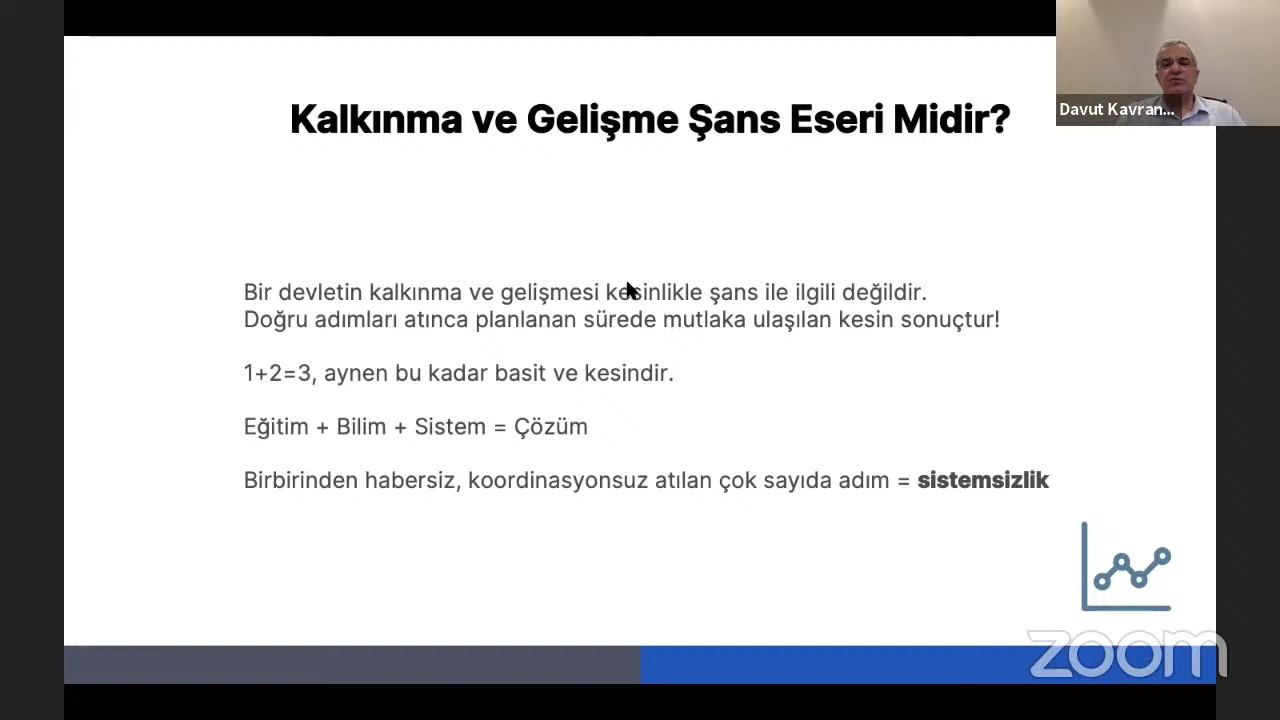 Kalkınma ve Gelişme Şans Eseri Midir?
Davut Kavran...
Bir devletin kalkınma ve gelişmesi kesinlikle şans ile ilgili değildir.
Doğru adımları atınca planlanan sürede mutlaka ulaşılan kesin sonuçtur!
1+2=3, aynen bu kadar basit ve kesindir.
Eğitim + Bilim + Sistem = Çözüm
Birbirinden habersiz, koordinasyonsuz atılan çok sayıda adım = sistemsizlik
zoom